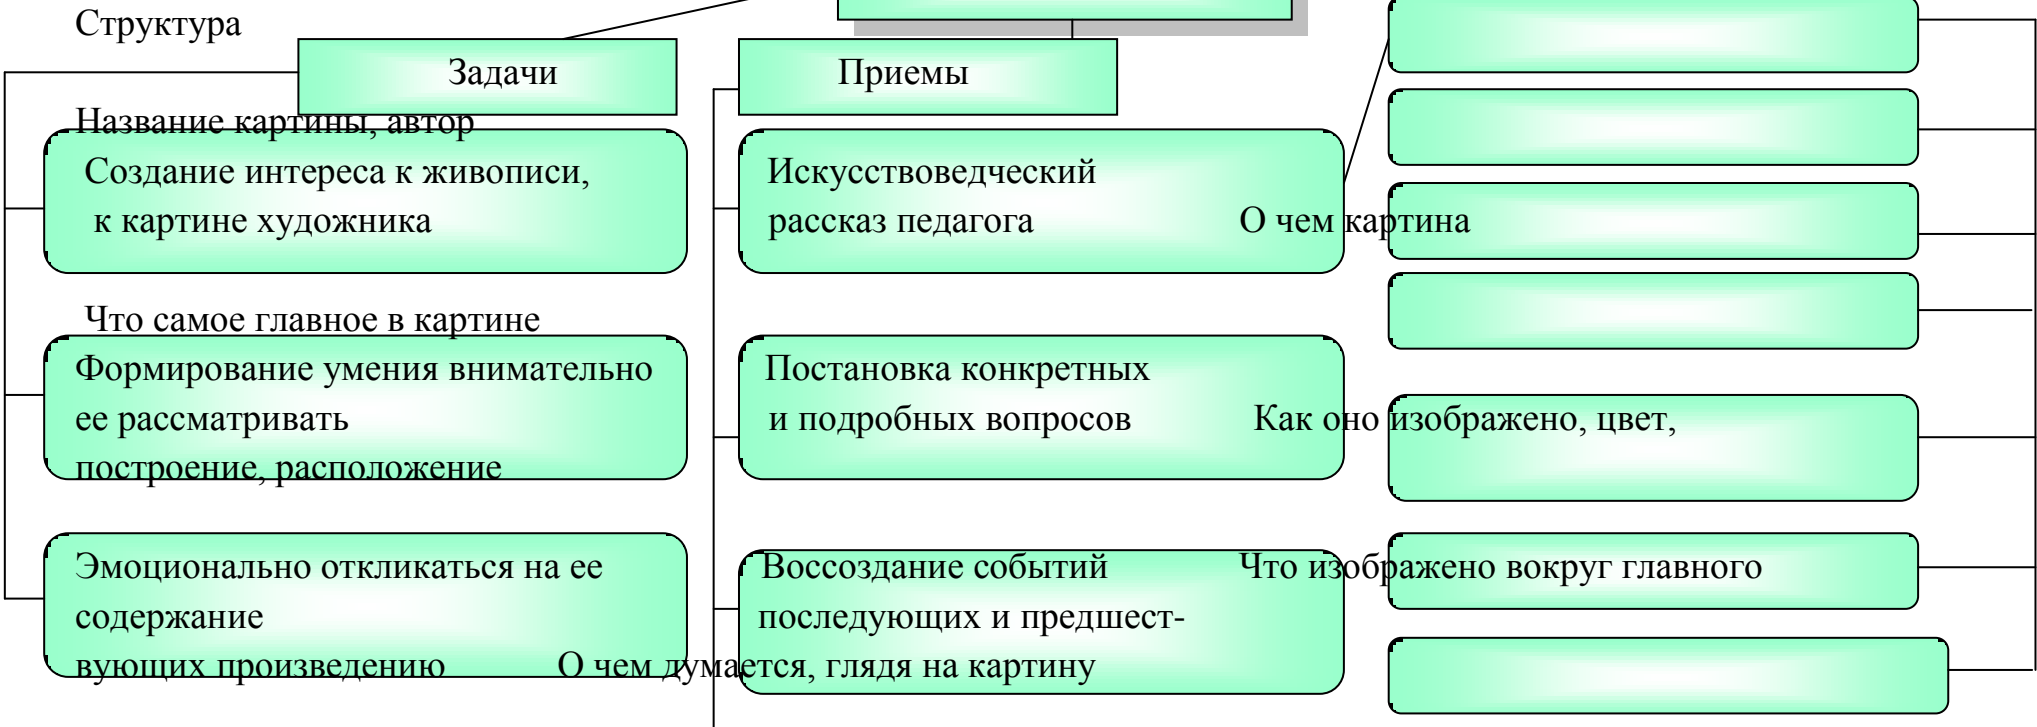 Структура
Задачи Приемы
Название картины, автор
Создание интереса к живописи, Искусствоведческий
к картине художника рассказ педагога О чем картина
Что самое главное в картине
Формирование умения внимательно Постановка конкретных
ее рассматривать и подробных вопросов Как оно изображено, цвет,
построение, расположение
Эмоционально откликаться на ее Воссоздание событий Что изображено вокруг главного
содержание последующих и предшест-
вующих произведению О чем думается, глядя на картину